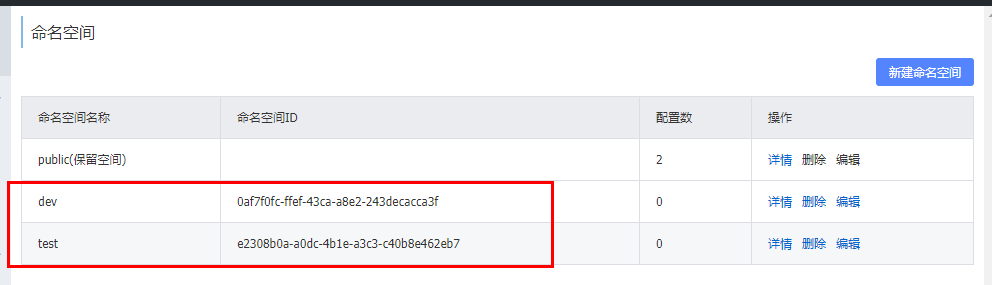 命名空间
新建命名空间
命名空间名称 命名空间ID 配置数 操作
public(保留空间) 2 详情 删除 编辑
dev 0af7f0fc-ffef-43ca-a8e2-243decacca3f 0 详情 删除 编辑
test e2308b0a-a0dc-4b1e-a3c3-c40b8e462eb7 0 详情 删除 编辑